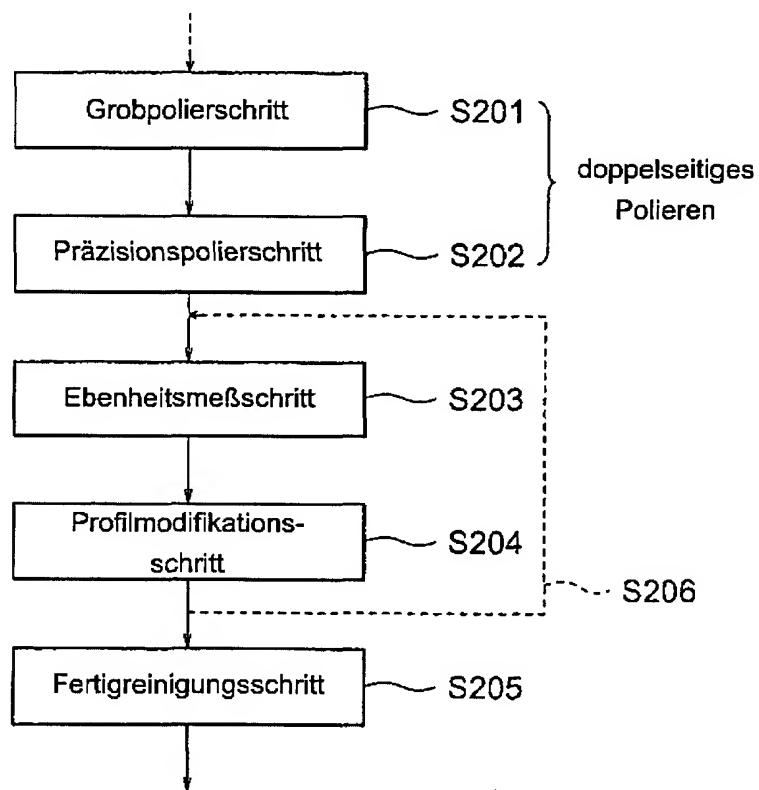 Grobpolierschritt
S201
doppelseitiges
Polieren
Präzisionspolierschritt
S202
Ebenheitsmeßschritt
S203
Profilmodifikations-
schritt
S204
S206
Fertigreinigungsschritt
S205